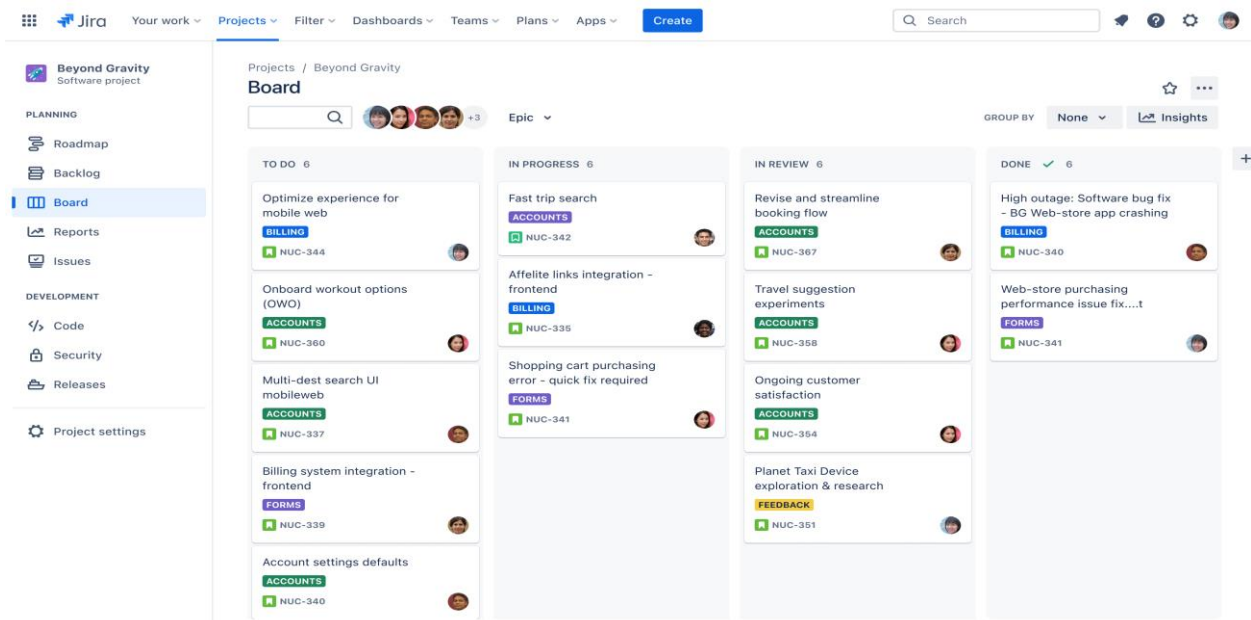 Jira
Your work
Projects
Filter
Dashboards
Teams
Plans
Apps
Create
Search
Beyond Gravity
Software project
PLANNING
Roadmap
Backlog
Board
Reports
Issues
DEVELOPMENT
Code
Security
Releases
Project settings
Projects / Beyond Gravity
Board
+3
Epic
GROUP BY
None
Insights
TO DO 6
Optimize experience for
mobile web
BILLING
NUC-344
Onboard workout options
(OWO)
ACCOUNTS
NUC-360
Multi-dest search UI
mobileweb
ACCOUNTS
NUC-337
Billing system integration -
frontend
FORMS
NUC-339
Account settings defaults
ACCOUNTS
NUC-340
IN PROGRESS 6
Fast trip search
ACCOUNTS
NUC-342
Affelite links integration -
frontend
BILLING
NUC-335
Shopping cart purchasing
error - quick fix required
FORMS
NUC-341
IN REVIEW 6
Revise and streamline
booking flow
ACCOUNTS
NUC-367
Travel suggestion
experiments
ACCOUNTS
NUC-358
Ongoing customer
satisfaction
ACCOUNTS
NUC-354
Planet Taxi Device
exploration & research
FEEDBACK
NUC-351
DONE 6
High outage: Software bug fix
- BG Web-store app crashing
BILLING
NUC-340
Web-store purchasing
performance issue fix....t
FORMS
NUC-341